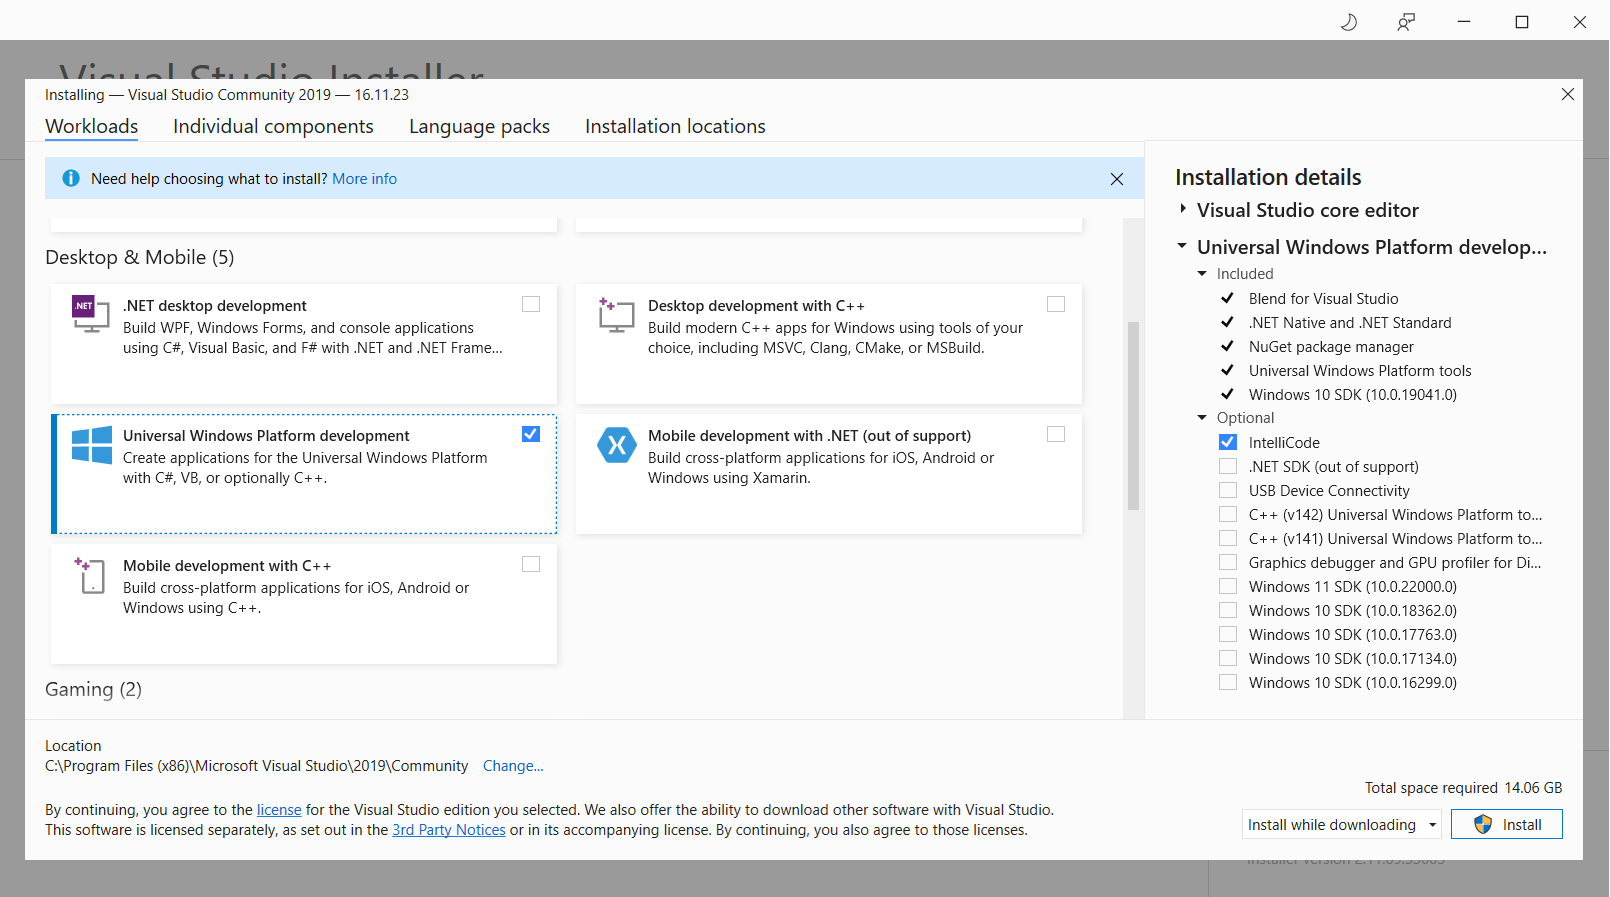 Visual Studio Installer
Installing — Visual Studio Community 2019 — 16.11.23
Workloads Individual components Language packs Installation locations
Need help choosing what to install? More info
Desktop & Mobile (5)
.NET
.NET desktop development
Build WPF, Windows Forms, and console applications
using C#, Visual Basic, and F# with .NET and .NET Frame...
Desktop development with C++
Build modern C++ apps for Windows using tools of your
choice, including MSVC, Clang, CMake, or MSBuild.
Universal Windows Platform development
Create applications for the Universal Windows Platform
with C#, VB, or optionally C++.
Mobile development with .NET (out of support)
Build cross-platform applications for iOS, Android or
Windows using Xamarin.
Mobile development with C++
Build cross-platform applications for iOS, Android or
Windows using C++.
Gaming (2)
Installation details
Visual Studio core editor
Universal Windows Platform develop...
Included
Blend for Visual Studio
.NET Native and .NET Standard
NuGet package manager
Universal Windows Platform tools
Windows 10 SDK (10.0.19041.0)
Optional
IntelliCode
.NET SDK (out of support)
USB Device Connectivity
C++ (v142) Universal Windows Platform to...
C++ (v141) Universal Windows Platform to...
Graphics debugger and GPU profiler for Di...
Windows 11 SDK (10.0.22000.0)
Windows 10 SDK (10.0.18362.0)
Windows 10 SDK (10.0.17763.0)
Windows 10 SDK (10.0.17134.0)
Windows 10 SDK (10.0.16299.0)
Location
C:\Program Files (x86)\Microsoft Visual Studio\2019\Community Change...
By continuing, you agree to the license for the Visual Studio edition you selected. We also offer the ability to download other software with Visual Studio.
This software is licensed separately, as set out in the 3rd Party Notices or in its accompanying license. By continuing, you also agree to those licenses.
Total space required 14.06 GB
Install while downloading
Install
Installer version